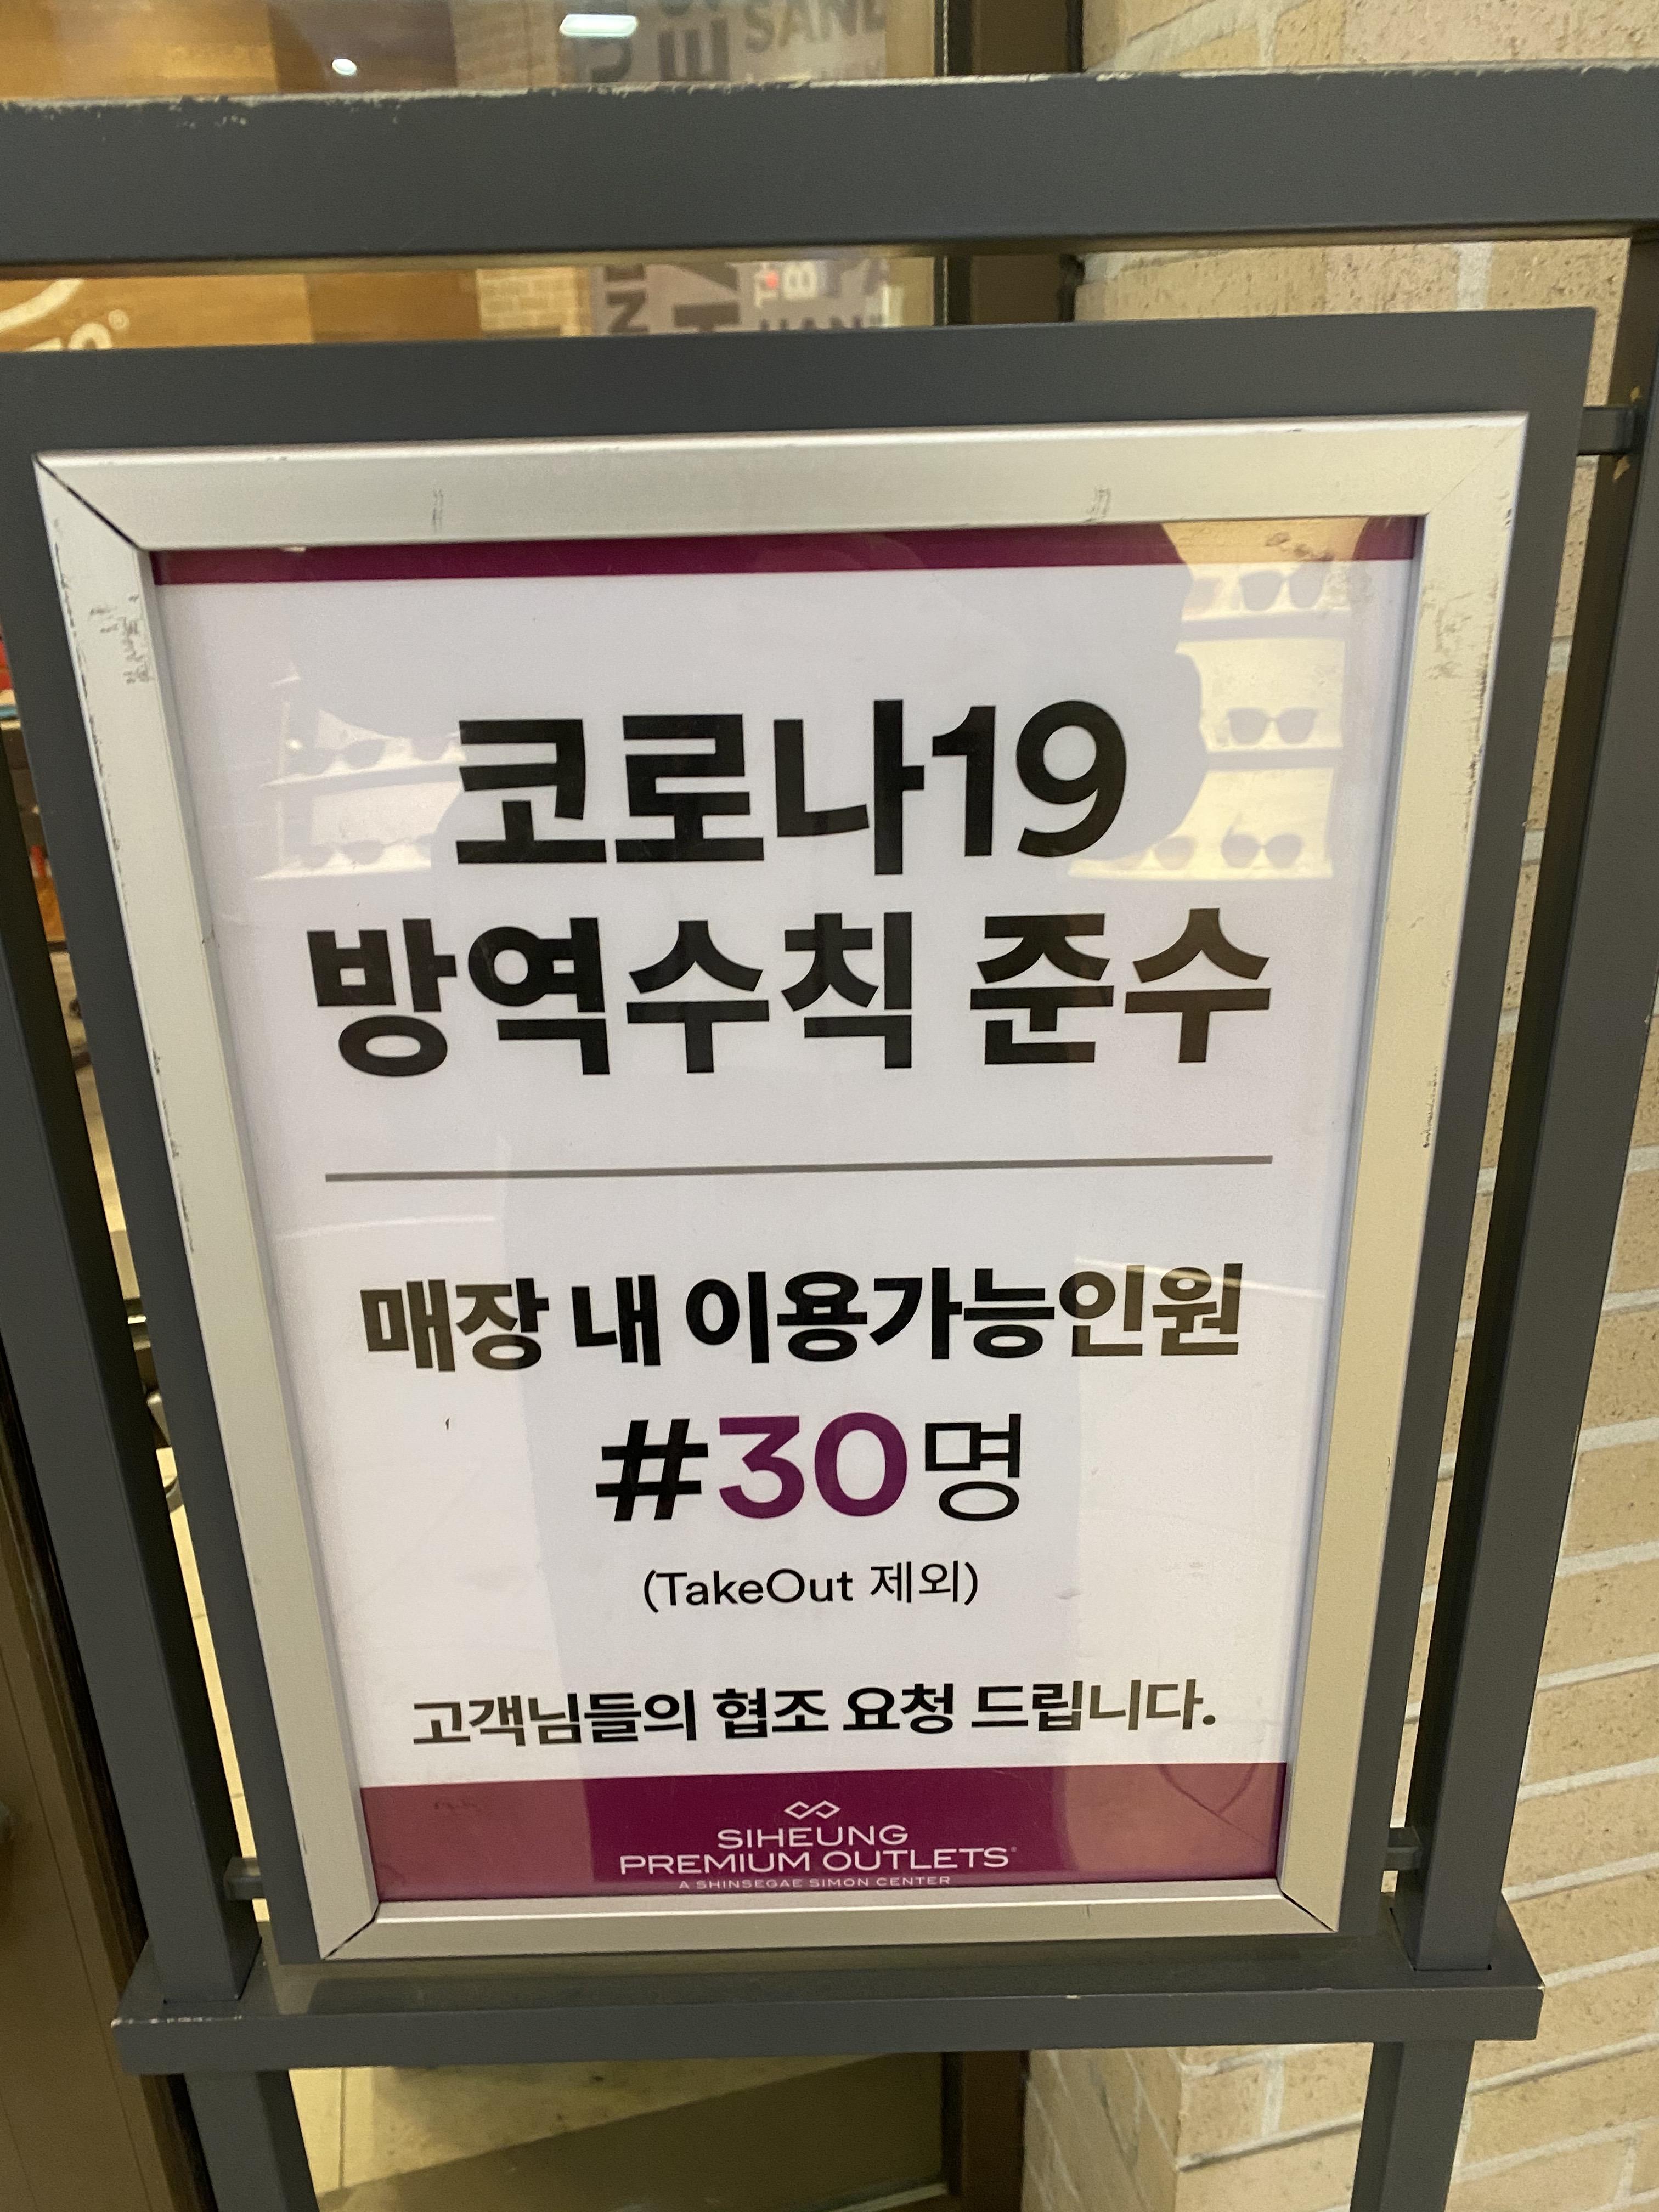 SAND
코로나19
방역수칙 준수
매장 내 이용가능인원
#30명
(TakeOut 제외)
고객님들의 협조 요청 드립니다.
SIHEUNG
PREMIUM OUTLETS®
A SHINSEGAE SIMON CENTER